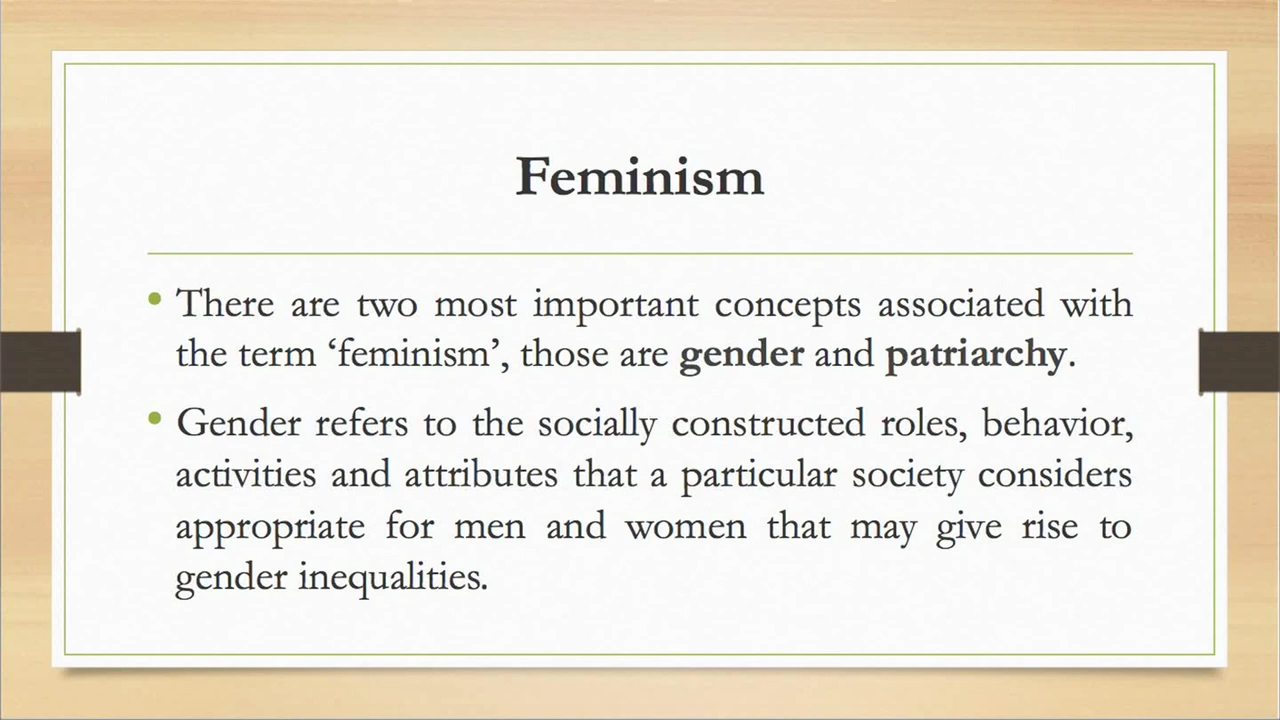 Feminism
• There are two most important concepts associated with
the term ‘feminism’, those are gender and patriarchy.
• Gender refers to the socially constructed roles, behavior,
activities and attributes that a particular society considers
appropriate for men and women that may give rise to
gender inequalities.